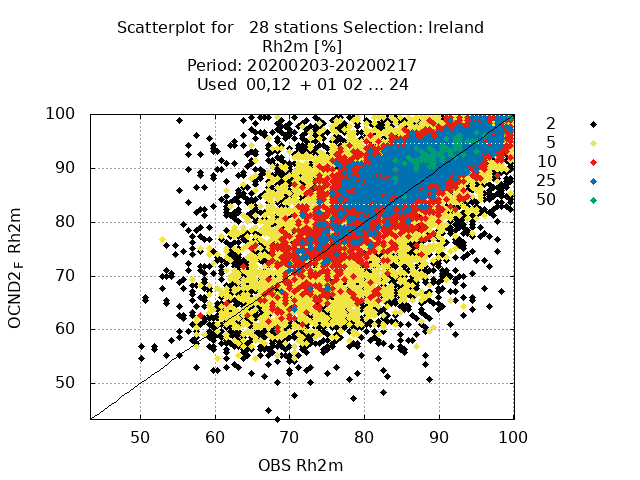 Scatterplot for   28 stations Selection: Ireland
Rh2m [%]
Period: 20200203-20200217
Used  00,12  + 01 02 ... 24
2
5
10
25
50
100
90
80
70
60
50
OCND2_F Rh2m
50 60 70 80 90 100
OBS Rh2m